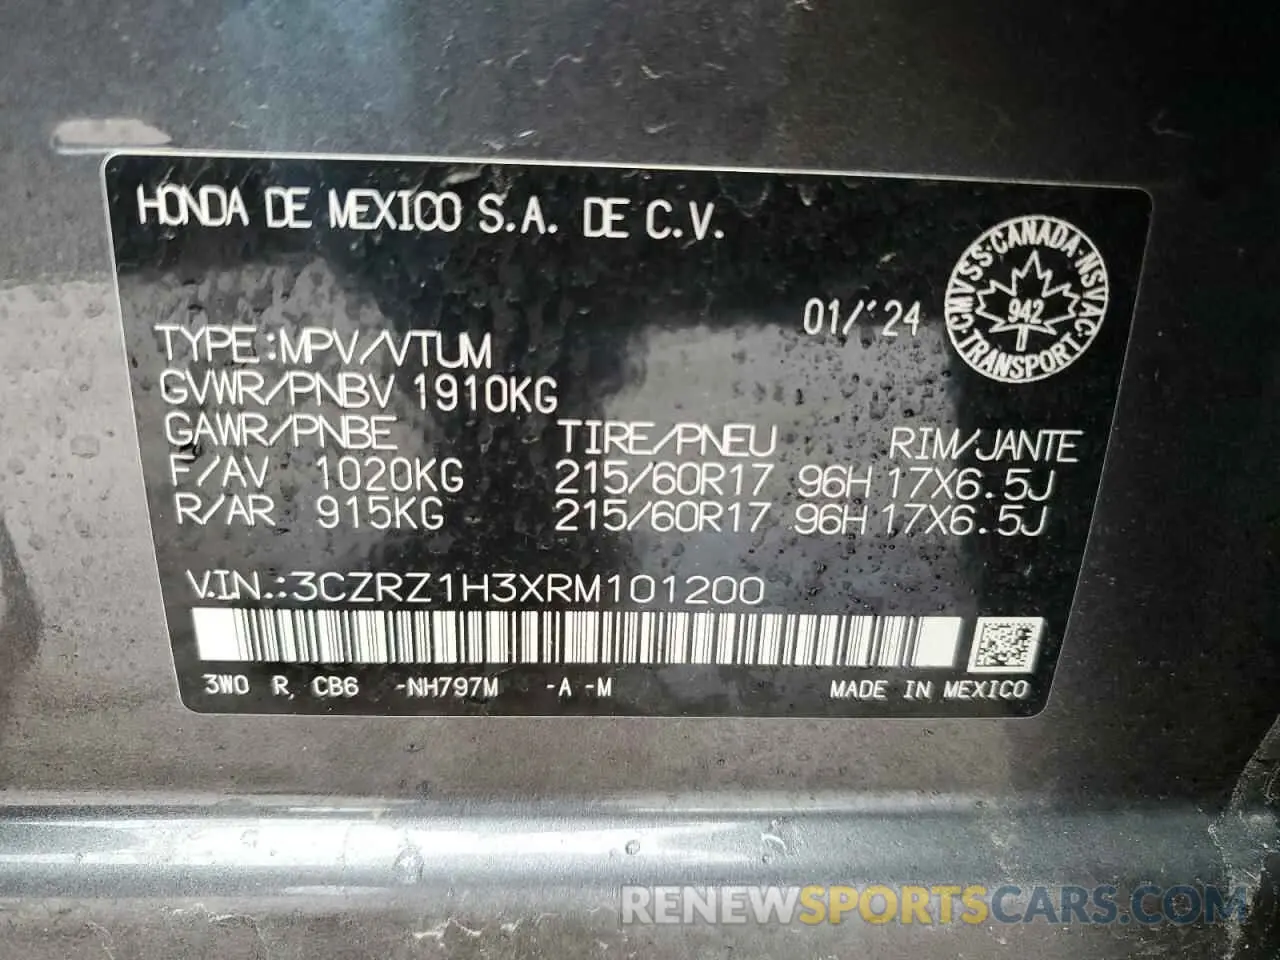 HONDA DE MEXICO S.A. DE C.V.
01/'24
CMVSS·CANADA·NSVAC·TRANSPORT·
942
TYPE:MPV/VTUM
GVWR/PNBV 1910KG
GAWR/PNBE TIRE/PNEU RIM/JANTE
F/AV 1020KG 215/60R17 96H 17X6.5J
R/AR 915KG 215/60R17 96H 17X6.5J
V.IN.:3CZRZ1H3XRM101200
3W0 R, CB6 -NH797M -A -M MADE IN MEXICO
RENEWSPORTSCARS.COM